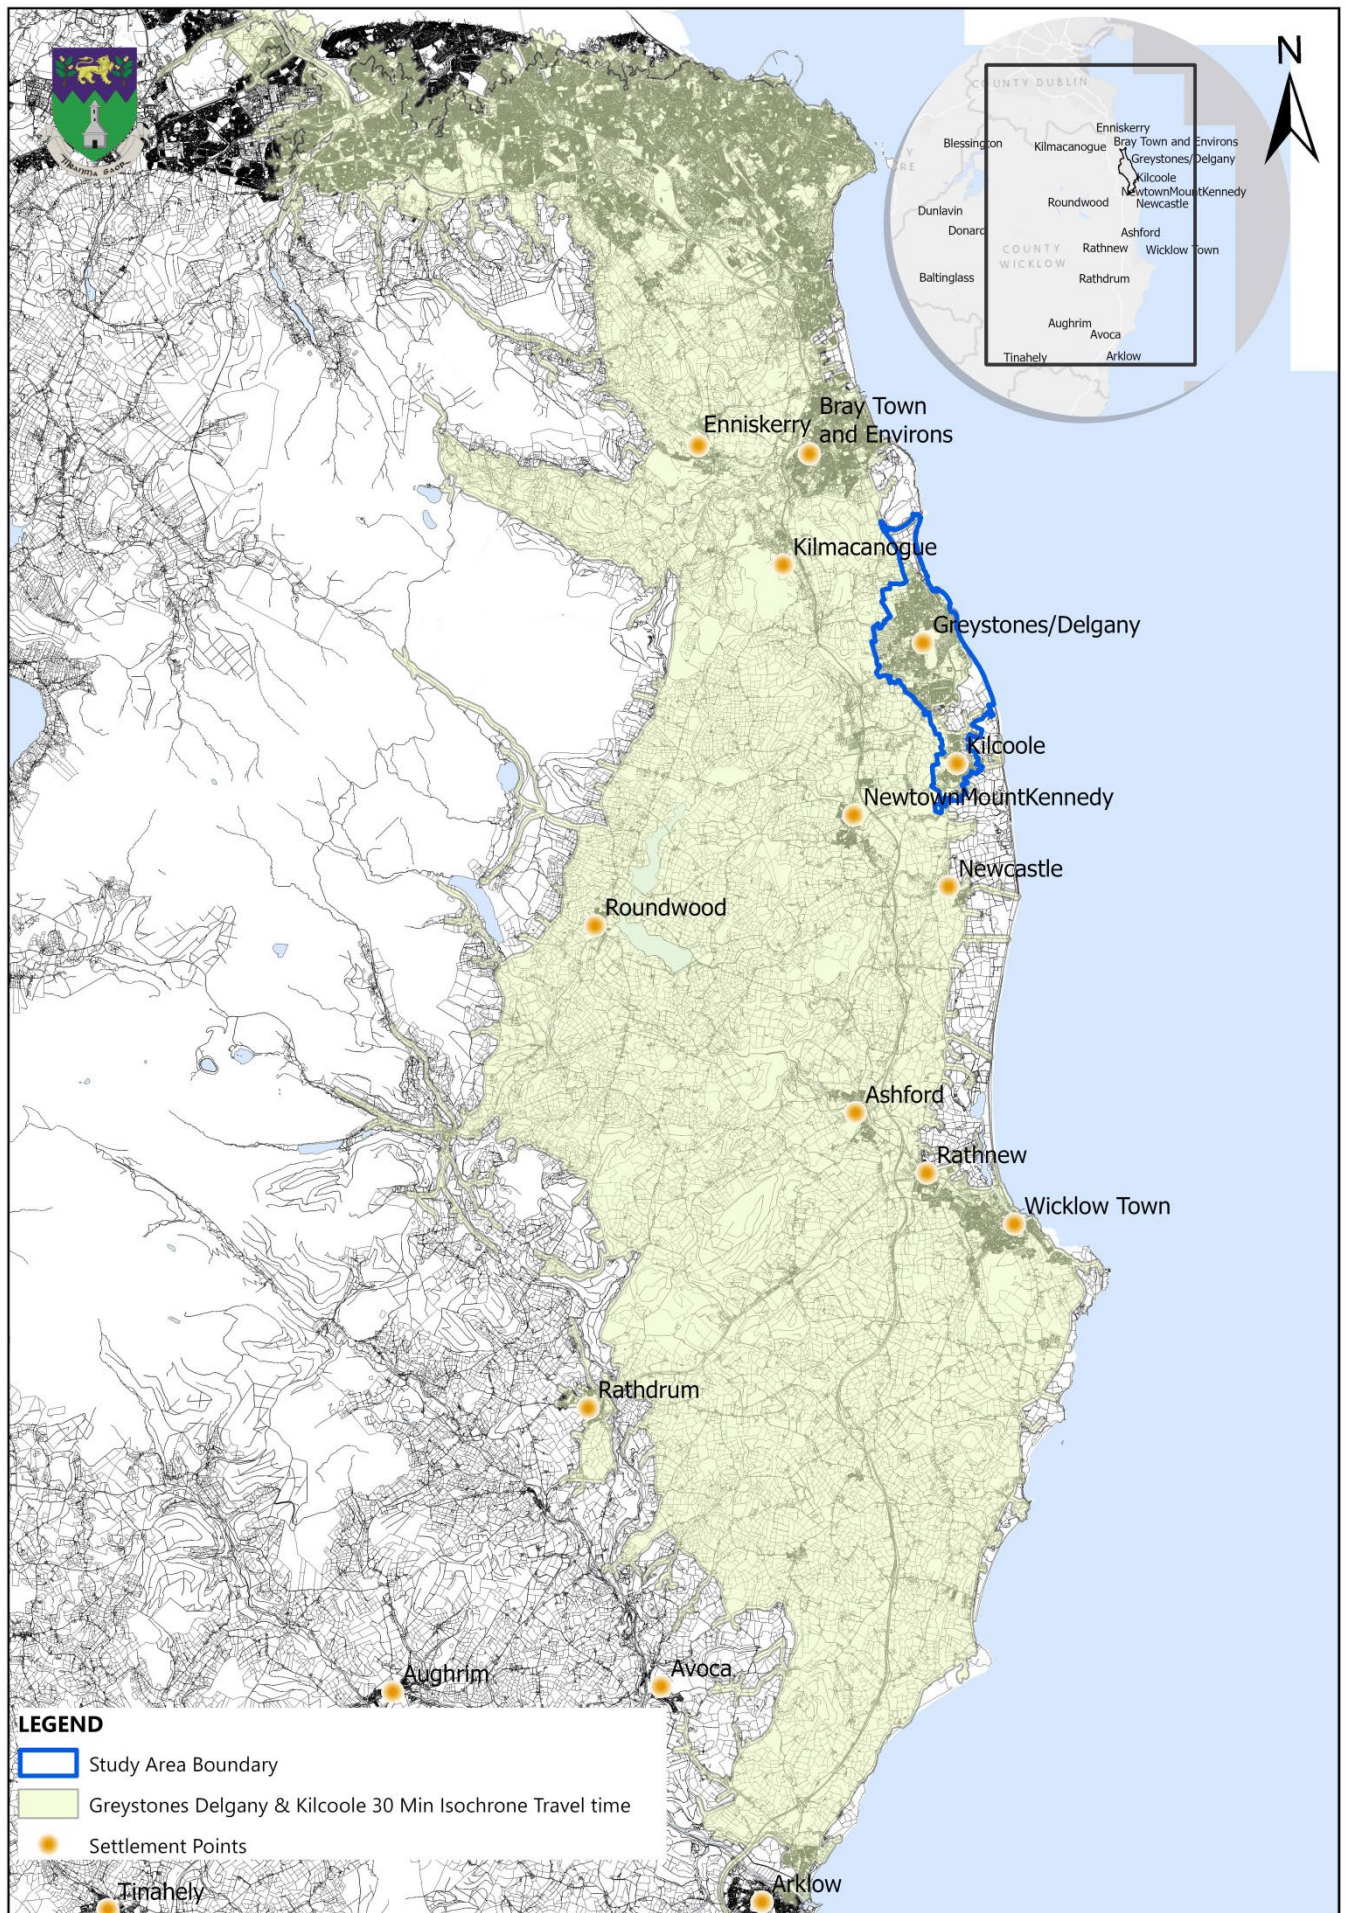 N
COUNTY DUBLIN
Enniskerry
Blessington
Kilmacanogue
Bray Town and Environs
Greystones/Delgany
RE
Kilcoole
NewtownMountKennedy
Newcastle
Roundwood
Dunlavin
Donard
Ashford
COUNTY
WICKLOW
Rathnew
Wicklow Town
Baltinglass
Rathdrum
Aughrim
Avoca
Tinahely
Arklow
Bray Town
and Environs
Enniskerry
Kilmacanogue
Greystones/Delgany
Kilcoole
NewtownMountKennedy
Newcastle
Roundwood
Ashford
Rathnew
Wicklow Town
Rathdrum
Aughrim
Avoca
LEGEND
Study Area Boundary
Greystones Delgany & Kilcoole 30 Min Isochrone Travel time
Settlement Points
Tinahely
Arklow